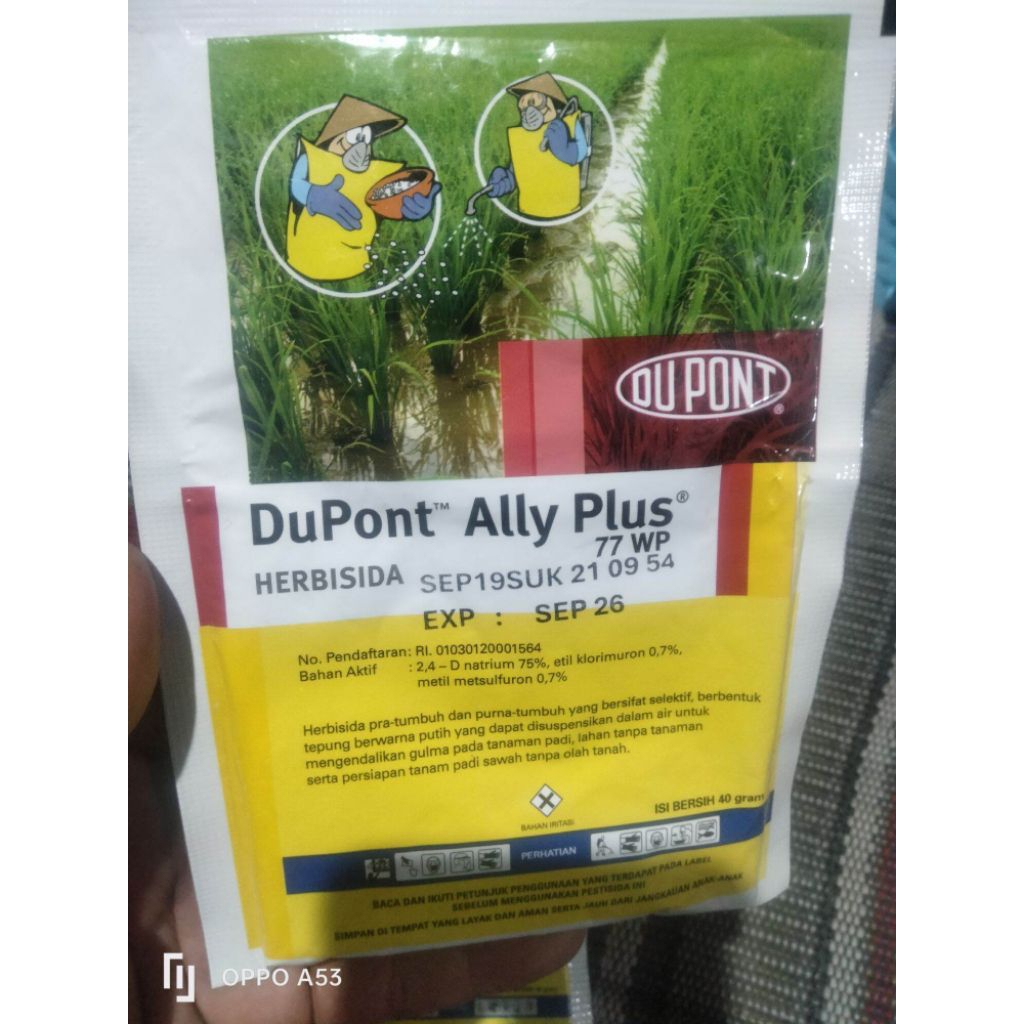 DUPONT
DuPont™ Ally Plus®
77 WP
HERBISIDA SEP19SUK 21 09 54
EXP : SEP 26
No. Pendaftaran: RI. 01030120001564
Bahan Aktif : 2,4 – D natrium 75%, etil klorimuron 0,7%,
metil metsulfuron 0,7%
Herbisida pra-tumbuh dan purna-tumbuh yang bersifat selektif, berbentuk
tepung berwarna putih yang dapat disuspensikan dalam air untuk
mengendalikan gulma pada tanaman padi, lahan tanpa tanaman
serta persiapan tanam padi sawah tanpa olah tanah.
BAHAN IRITASI
ISI BERSIH 40 gram
PERHATIAN
BACA DAN IKUTI PETUNJUK PENGGUNAAN YANG TERDAPAT PADA LABEL
SEBELUM MENGGUNAKAN PESTISIDA INI
SIMPAN DI TEMPAT YANG LAYAK DAN AMAN SERTA JAUH DARI JANGKAUAN ANAK-ANAK
OPPO A53